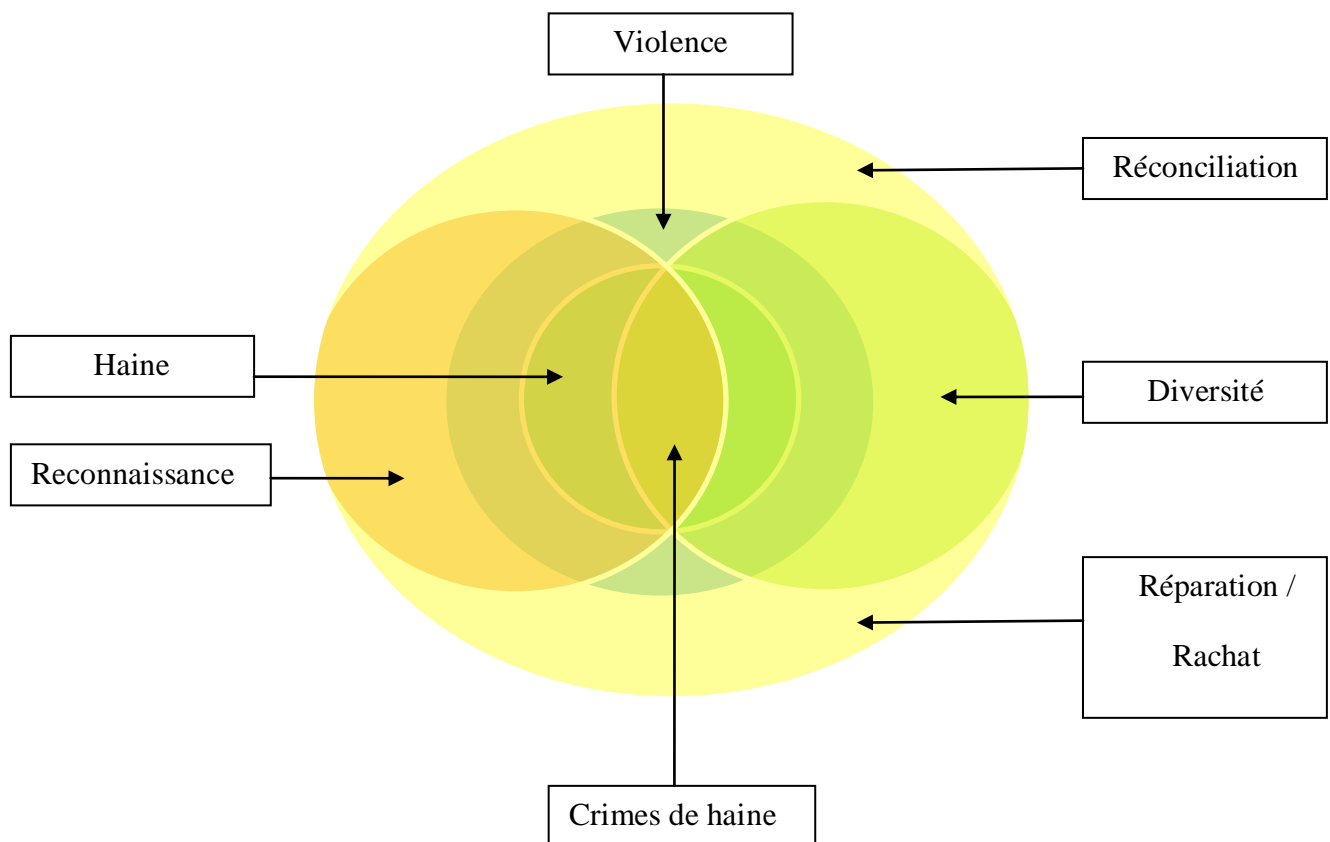 Violence
Réconciliation
Haine
Diversité
Reconnaissance
Réparation /
Rachat
Crimes de haine